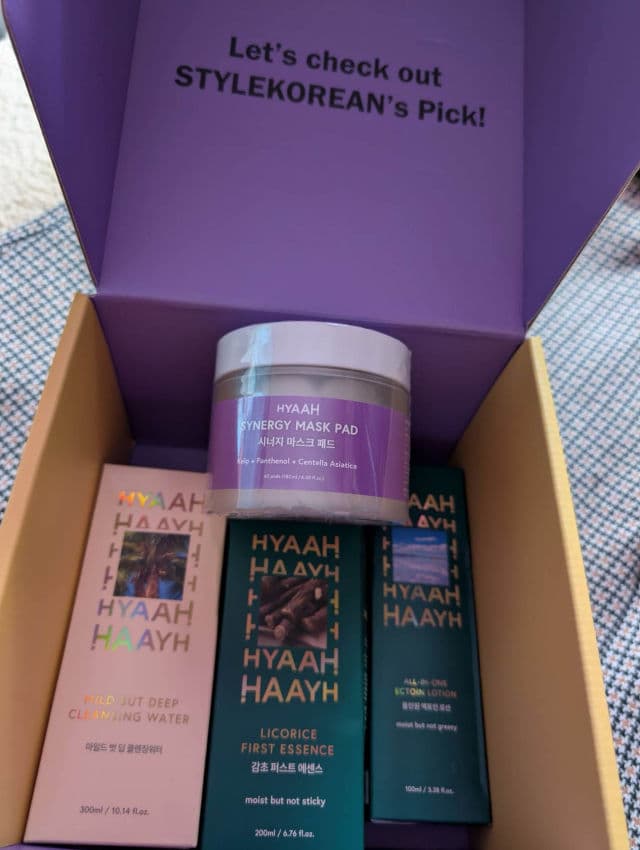 Let's check out
STYLEKOREAN's Pick!
HYAAH
SYNERGY MASK PAD
시너지 마스크 패드
Kelp + Panthenol + Centella Asiatica
HYAAH
HAAYH
HYAAH
HAAYH
MILD BUT DEEP
CLEANSING WATER
마일드 벗 딥 클렌징워터
300ml / 10.14 fl.oz.
HYAAH
HAAYH
HYAAH
HAAYH
LICORICE
FIRST ESSENCE
감초 퍼스트 에센스
moist but not sticky
200ml / 6.76 fl.oz.
HYAAH
HAAYH
HYAAH
HAAYH
ALL-IN-ONE
ECTOIN LOTION
올인원 엑토인 로션
moist but not greasy
100ml / 3.38 fl.oz.